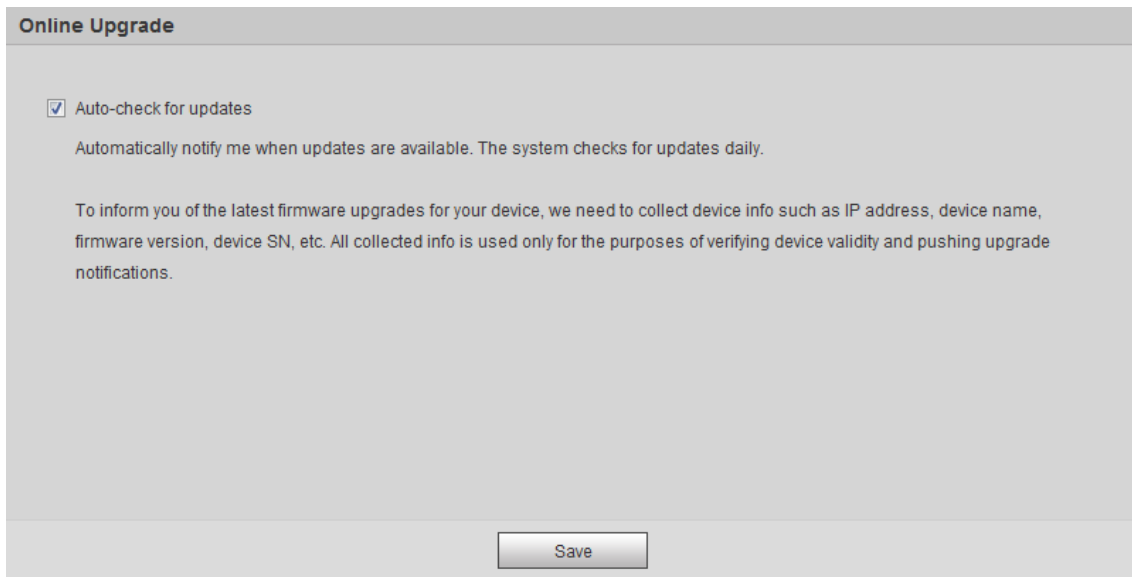 Online Upgrade
Auto-check for updates
Automatically notify me when updates are available. The system checks for updates daily.
To inform you of the latest firmware upgrades for your device, we need to collect device info such as IP address, device name,
firmware version, device SN, etc. All collected info is used only for the purposes of verifying device validity and pushing upgrade
notifications.
Save